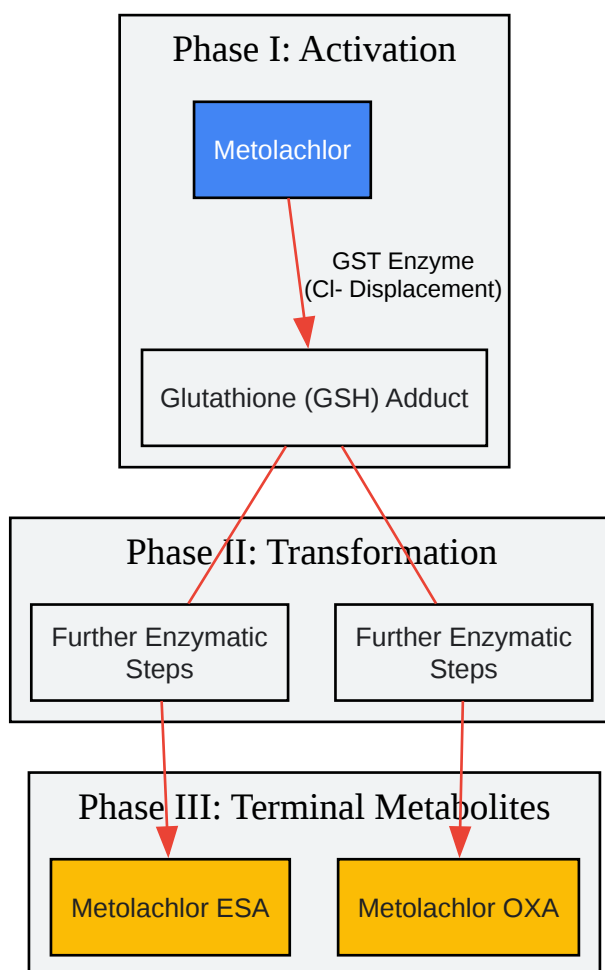 Phase I: Activation
Metolachlor
GST Enzyme
(Cl- Displacement)
Glutathione (GSH) Adduct
Phase II: Transformation
Further Enzymatic
Steps
Further Enzymatic
Steps
Phase III: Terminal Metabolites
Metolachlor ESA
Metolachlor OXA